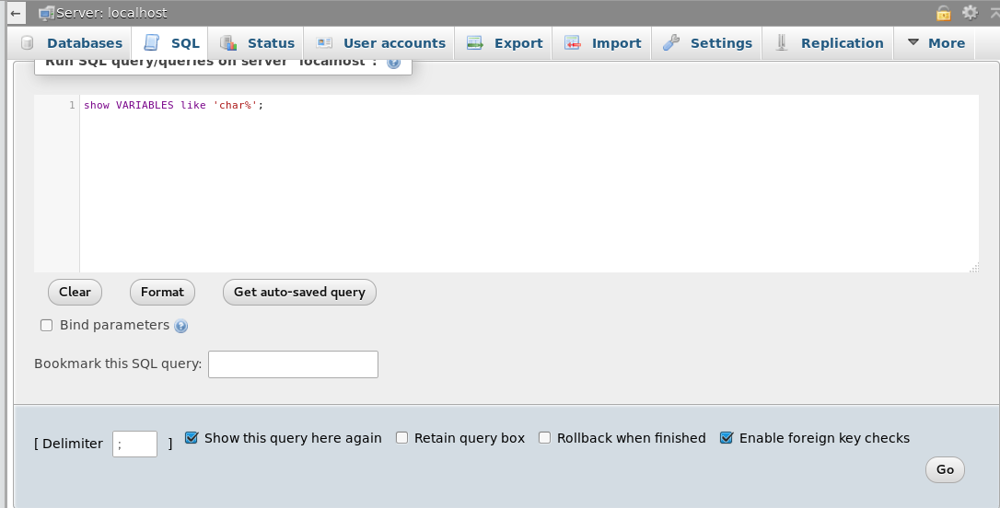 Server: localhost
Databases SQL Status User accounts Export Import Settings Replication More
Run SQL query/queries on server "localhost":
1 show VARIABLES like 'char%';
Clear Format Get auto-saved query
Bind parameters
Bookmark this SQL query:
[ Delimiter ; ] Show this query here again Retain query box Rollback when finished Enable foreign key checks
Go